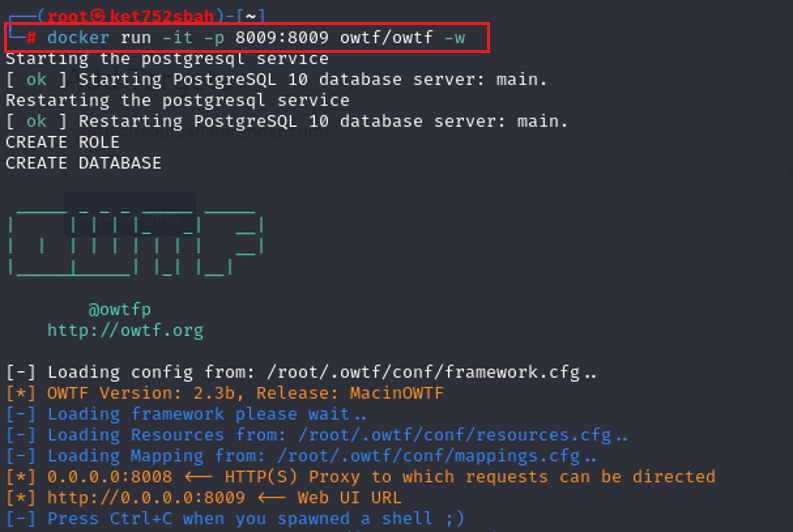 ┌──(root㉿ket752sbah)-[~]
└─# docker run -it -p 8009:8009 owtf/owtf -w
Starting the postgresql service
[ ok ] Starting PostgreSQL 10 database server: main.
Restarting the postgresql service
[ ok ] Restarting PostgreSQL 10 database server: main.
CREATE ROLE
CREATE DATABASE
OWTF
@owtfp
http://owtf.org
[-] Loading config from: /root/.owtf/conf/framework.cfg..
[*] OWTF Version: 2.3b, Release: MacinOWTF
[-] Loading framework please wait..
[-] Loading Resources from: /root/.owtf/conf/resources.cfg..
[-] Loading Mapping from: /root/.owtf/conf/mappings.cfg..
[*] 0.0.0.0:8008 <-- HTTP(S) Proxy to which requests can be directed
[*] http://0.0.0.0:8009 <-- Web UI URL
[-] Press Ctrl+C when you spawned a shell ;)